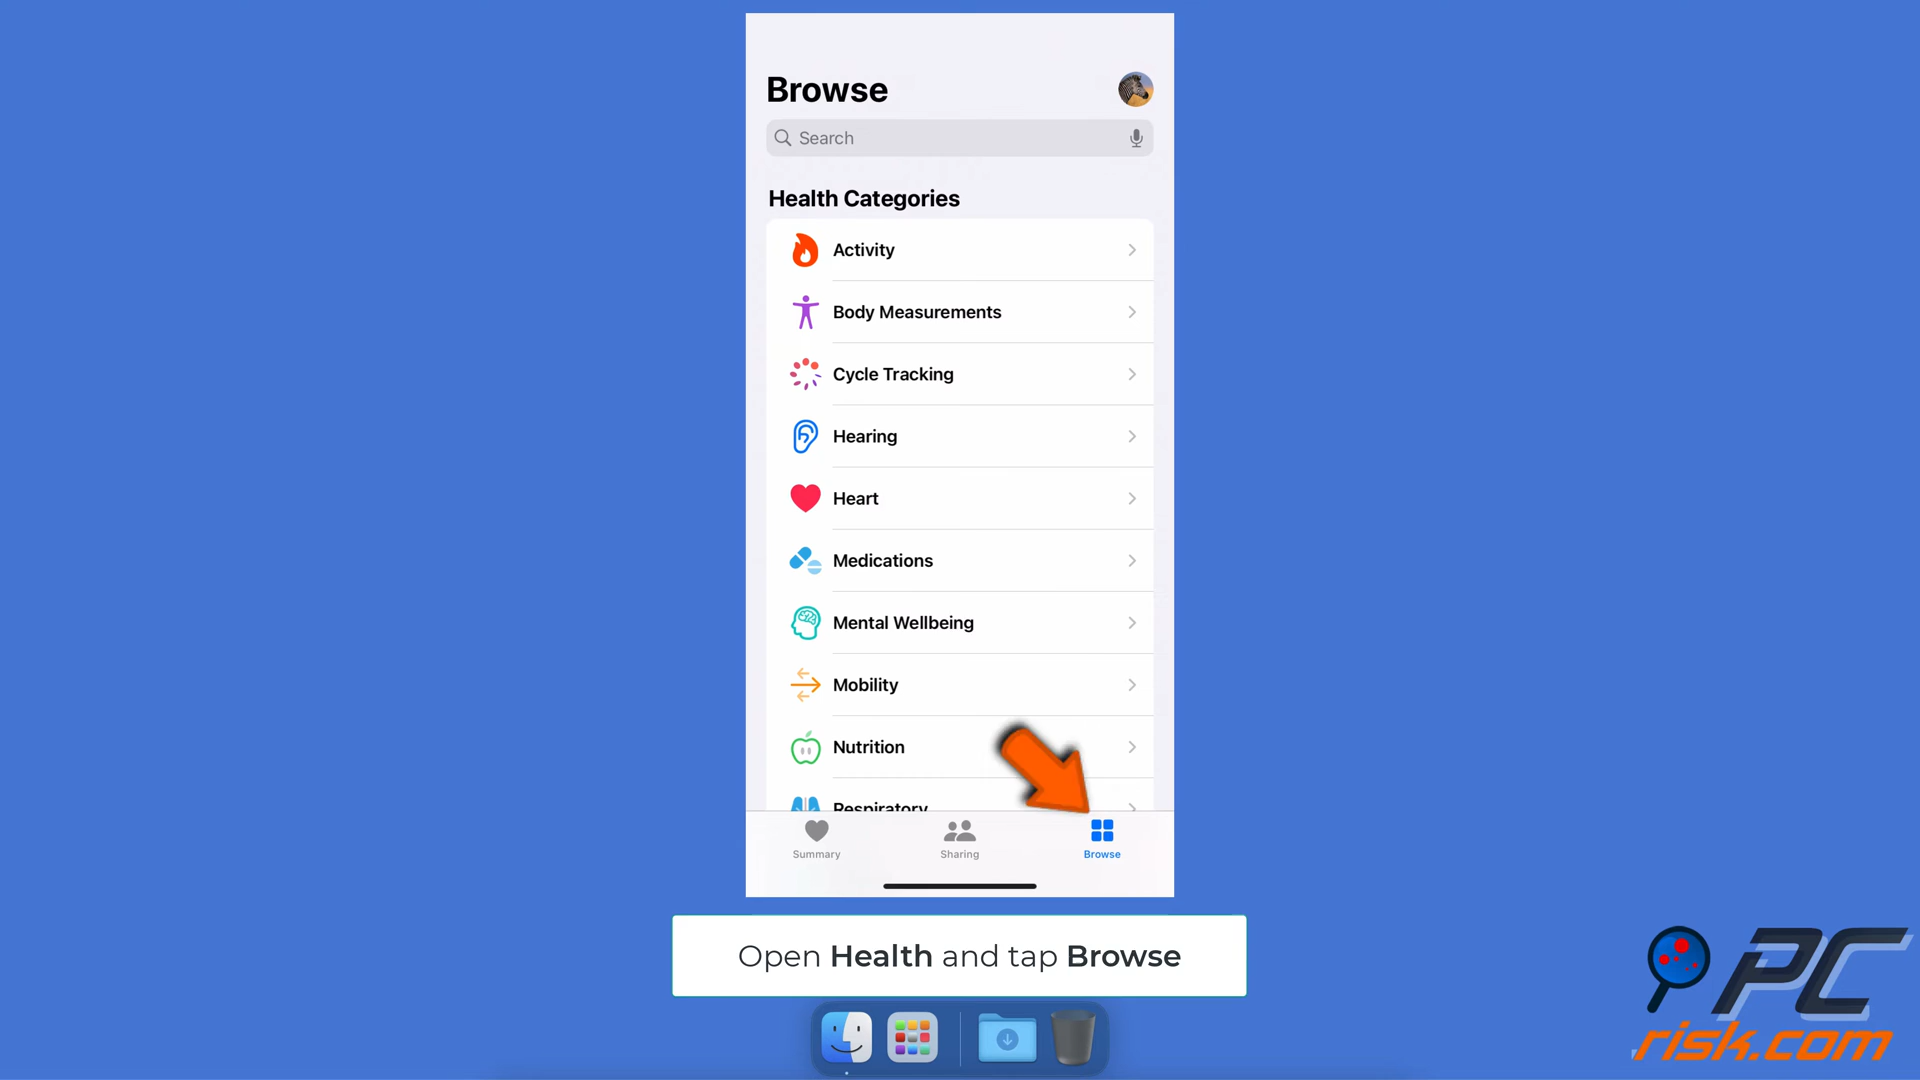 Browse
Search
Health Categories
Activity
Body Measurements
Cycle Tracking
Hearing
Heart
Medications
Mental Wellbeing
Mobility
Nutrition
Respiratory
Summary
Sharing
Browse
Open Health and tap Browse
PC
risk.com